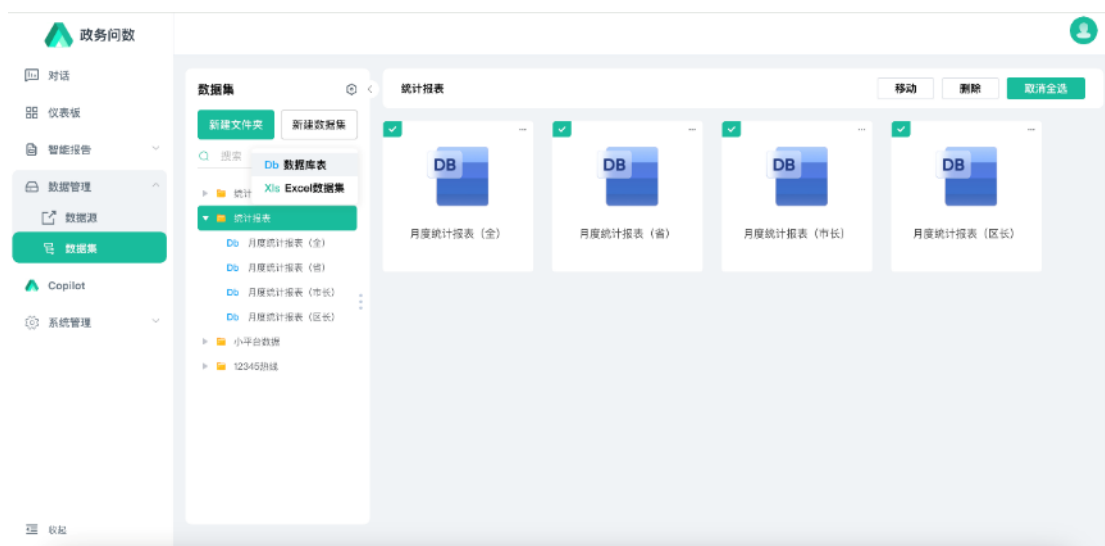 政务问数
对话
仪表板
智能报告
数据管理
数据源
数据集
Copilot
系统管理
收起
数据集
新建文件夹 新建数据集
搜索
Db 数据库表
Xls Excel数据集
统计
统计报表
Db 月度统计报表（全）
Db 月度统计报表（省）
Db 月度统计报表（市长）
Db 月度统计报表（区长）
小平台数据
12345热线
统计报表 移动 删除 取消全选
DB DB DB DB
月度统计报表（全） 月度统计报表（省） 月度统计报表（市长） 月度统计报表（区长）